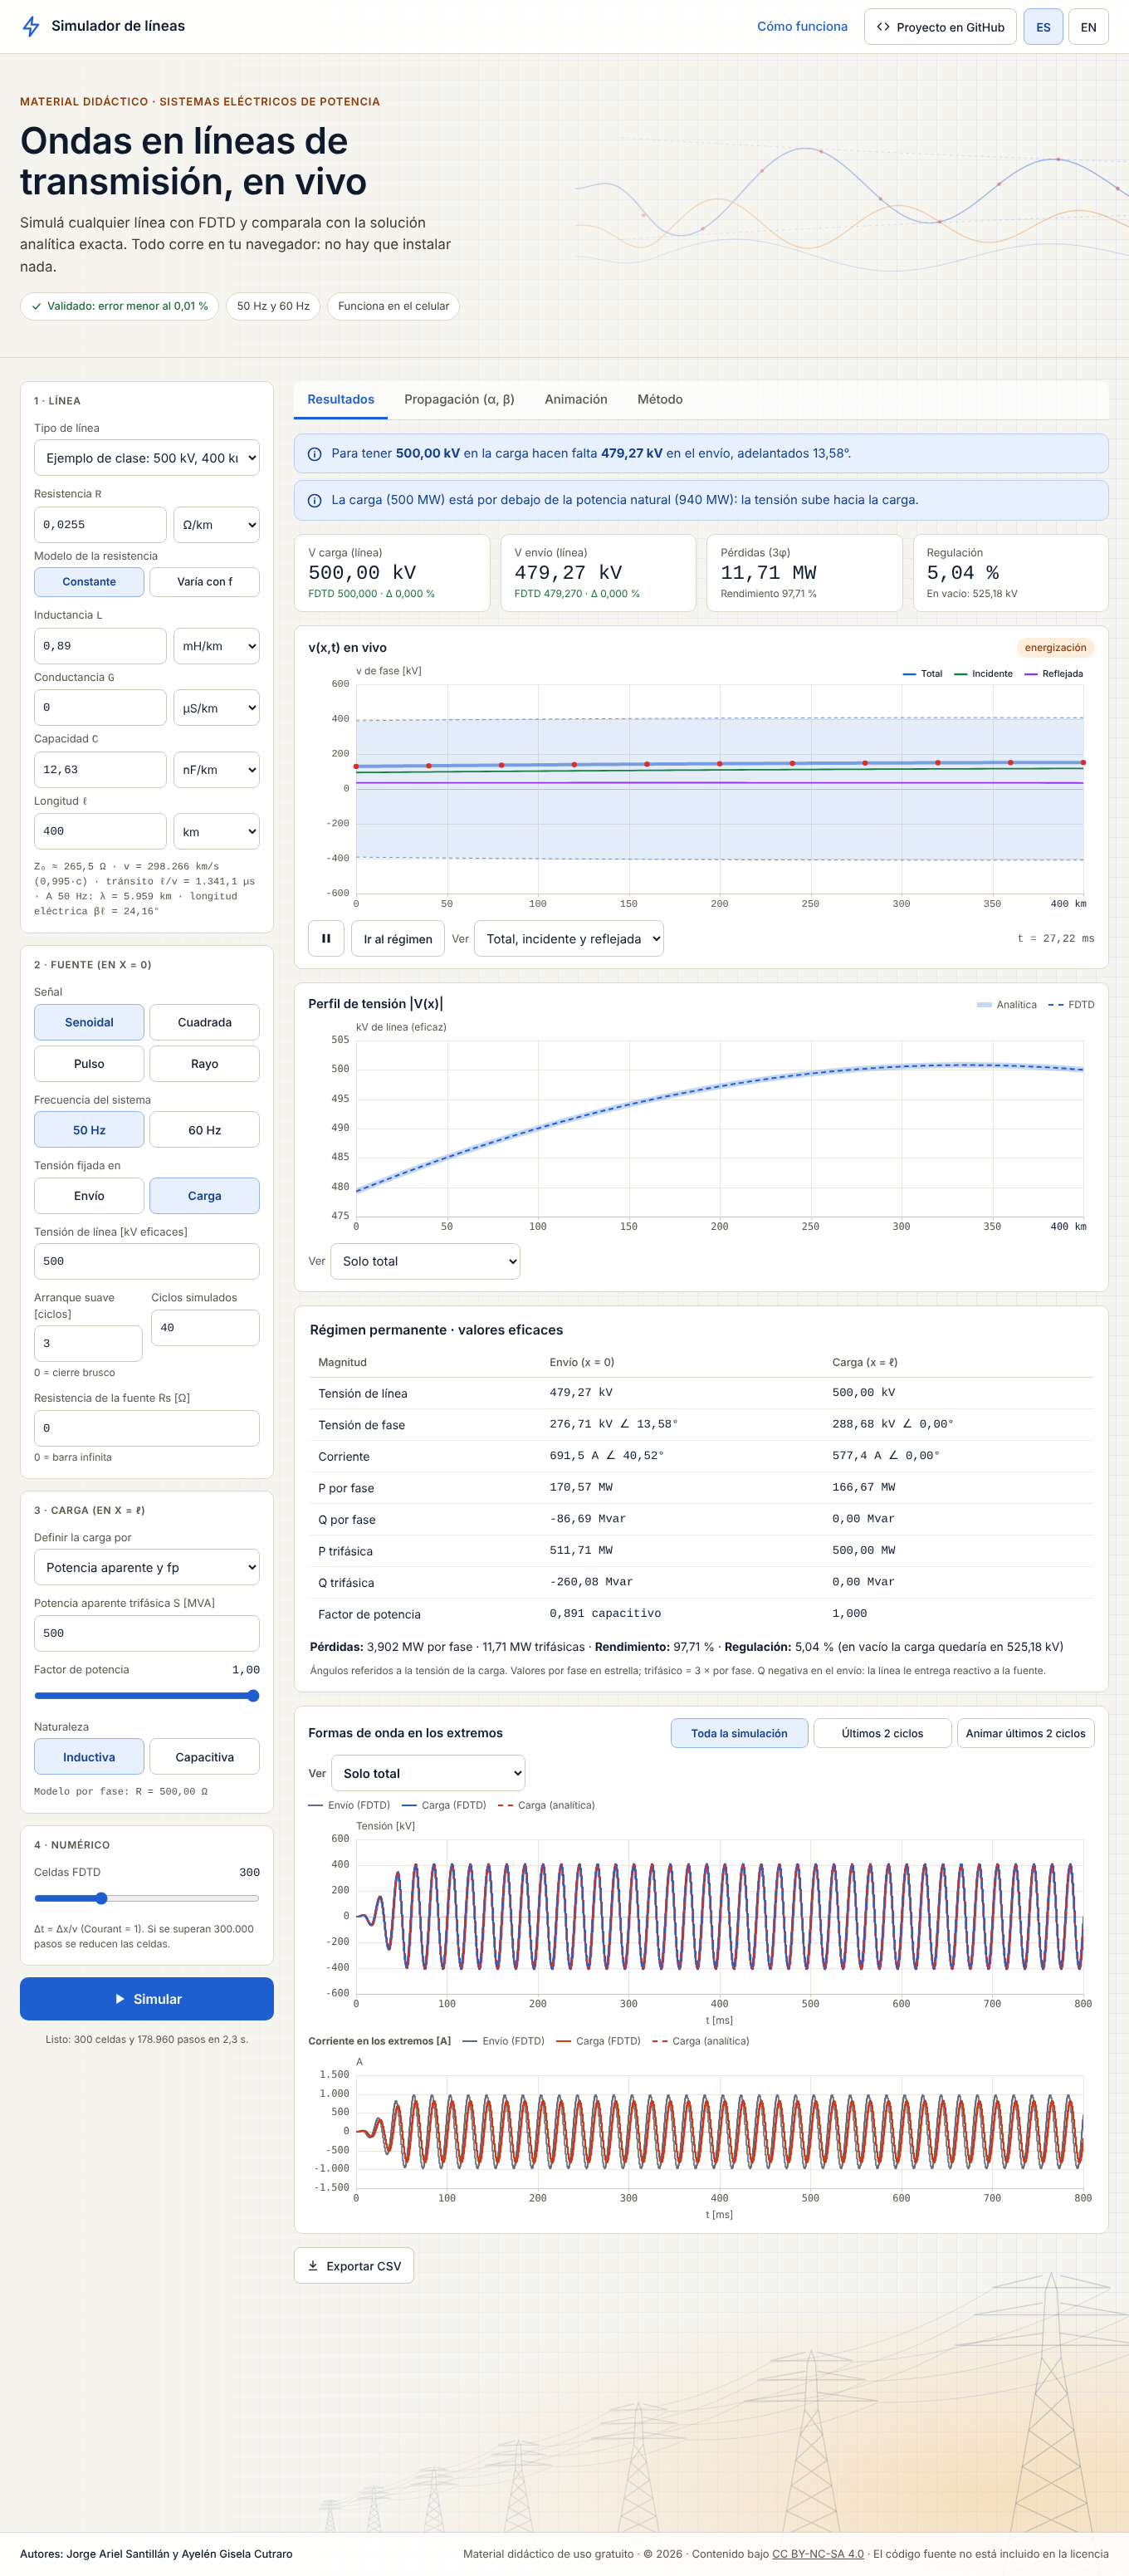 Simulador de líneas
Cómo funciona
Proyecto en GitHub
ES
EN
MATERIAL DIDÁCTICO · SISTEMAS ELÉCTRICOS DE POTENCIA
Ondas en líneas de
transmisión, en vivo
Simulá cualquier línea con FDTD y comparala con la solución
analítica exacta. Todo corre en tu navegador: no hay que instalar
nada.
Validado: error menor al 0,01 %
50 Hz y 60 Hz
Funciona en el celular
1 · LÍNEA
Tipo de línea
Ejemplo de clase: 500 kV, 400 k
Resistencia R
0,0255
Ω/km
Modelo de la resistencia
Constante
Varía con f
Inductancia L
0,89
mH/km
Conductancia G
0
µS/km
Capacidad C
12,63
nF/km
Longitud ℓ
400
km
Z₀ ≈ 265,5 Ω · v = 298.266 km/s
(0,995·c) · tránsito ℓ/v = 1.341,1 µs
· A 50 Hz: λ = 5.959 km · longitud
eléctrica βℓ = 24,16°
2 · FUENTE (EN X = 0)
Señal
Senoidal
Cuadrada
Pulso
Rayo
Frecuencia del sistema
50 Hz
60 Hz
Tensión fijada en
Envío
Carga
Tensión de línea [kV eficaces]
500
Arranque suave
[ciclos]
Ciclos simulados
3
40
0 = cierre brusco
Resistencia de la fuente Rs [Ω]
0
0 = barra infinita
3 · CARGA (EN X = ℓ)
Definir la carga por
Potencia aparente y fp
Potencia aparente trifásica S [MVA]
500
Factor de potencia
1,00
Naturaleza
Inductiva
Capacitiva
Modelo por fase: R = 500,00 Ω
4 · NUMÉRICO
Celdas FDTD
300
Δt = Δx/v (Courant = 1). Si se superan 300.000
pasos se reducen las celdas.
Simular
Listo: 300 celdas y 178.960 pasos en 2,3 s.
Resultados
Propagación (α, β)
Animación
Método
Para tener 500,00 kV en la carga hacen falta 479,27 kV en el envío, adelantados 13,58°.
La carga (500 MW) está por debajo de la potencia natural (940 MW): la tensión sube hacia la carga.
V carga (línea)
500,00 kV
FDTD 500,000 · Δ 0,000 %
V envío (línea)
479,27 kV
FDTD 479,270 · Δ 0,000 %
Pérdidas (3φ)
11,71 MW
Rendimiento 97,71 %
Regulación
5,04 %
En vacío: 525,18 kV
v(x,t) en vivo
energización
v de fase [kV]
Total
Incidente
Reflejada
600
400
200
0
-200
-400
-600
0
50
100
150
200
250
300
350
400 km
Ir al régimen
Ver
Total, incidente y reflejada
t = 27,22 ms
Perfil de tensión |V(x)|
Analítica
FDTD
kV de línea (eficaz)
505
500
495
490
485
480
475
0
50
100
150
200
250
300
350
400 km
Ver
Solo total
Régimen permanente · valores eficaces
Magnitud
Envío (x = 0)
Carga (x = ℓ)
Tensión de línea
479,27 kV
500,00 kV
Tensión de fase
276,71 kV ∠ 13,58°
288,68 kV ∠ 0,00°
Corriente
691,5 A ∠ 40,52°
577,4 A ∠ 0,00°
P por fase
170,57 MW
166,67 MW
Q por fase
-86,69 Mvar
0,00 Mvar
P trifásica
511,71 MW
500,00 MW
Q trifásica
-260,08 Mvar
0,00 Mvar
Factor de potencia
0,891 capacitivo
1,000
Pérdidas: 3,902 MW por fase · 11,71 MW trifásicas · Rendimiento: 97,71 % · Regulación: 5,04 % (en vacío la carga quedaría en 525,18 kV)
Ángulos referidos a la tensión de la carga. Valores por fase en estrella; trifásico = 3 × por fase. Q negativa en el envío: la línea le entrega reactivo a la fuente.
Formas de onda en los extremos
Toda la simulación
Últimos 2 ciclos
Animar últimos 2 ciclos
Ver
Solo total
Envío (FDTD)
Carga (FDTD)
Carga (analítica)
Tensión [kV]
600
400
200
0
-200
-400
-600
0
100
200
300
400
500
600
700
800
t [ms]
Corriente en los extremos [A]
Envío (FDTD)
Carga (FDTD)
Carga (analítica)
A
1.500
1.000
500
0
-500
-1.000
-1.500
0
100
200
300
400
500
600
700
800
t [ms]
Exportar CSV
Autores: Jorge Ariel Santillán y Ayelén Gisela Cutraro
Material didáctico de uso gratuito · © 2026 · Contenido bajo CC BY-NC-SA 4.0 · El código fuente no está incluido en la licencia